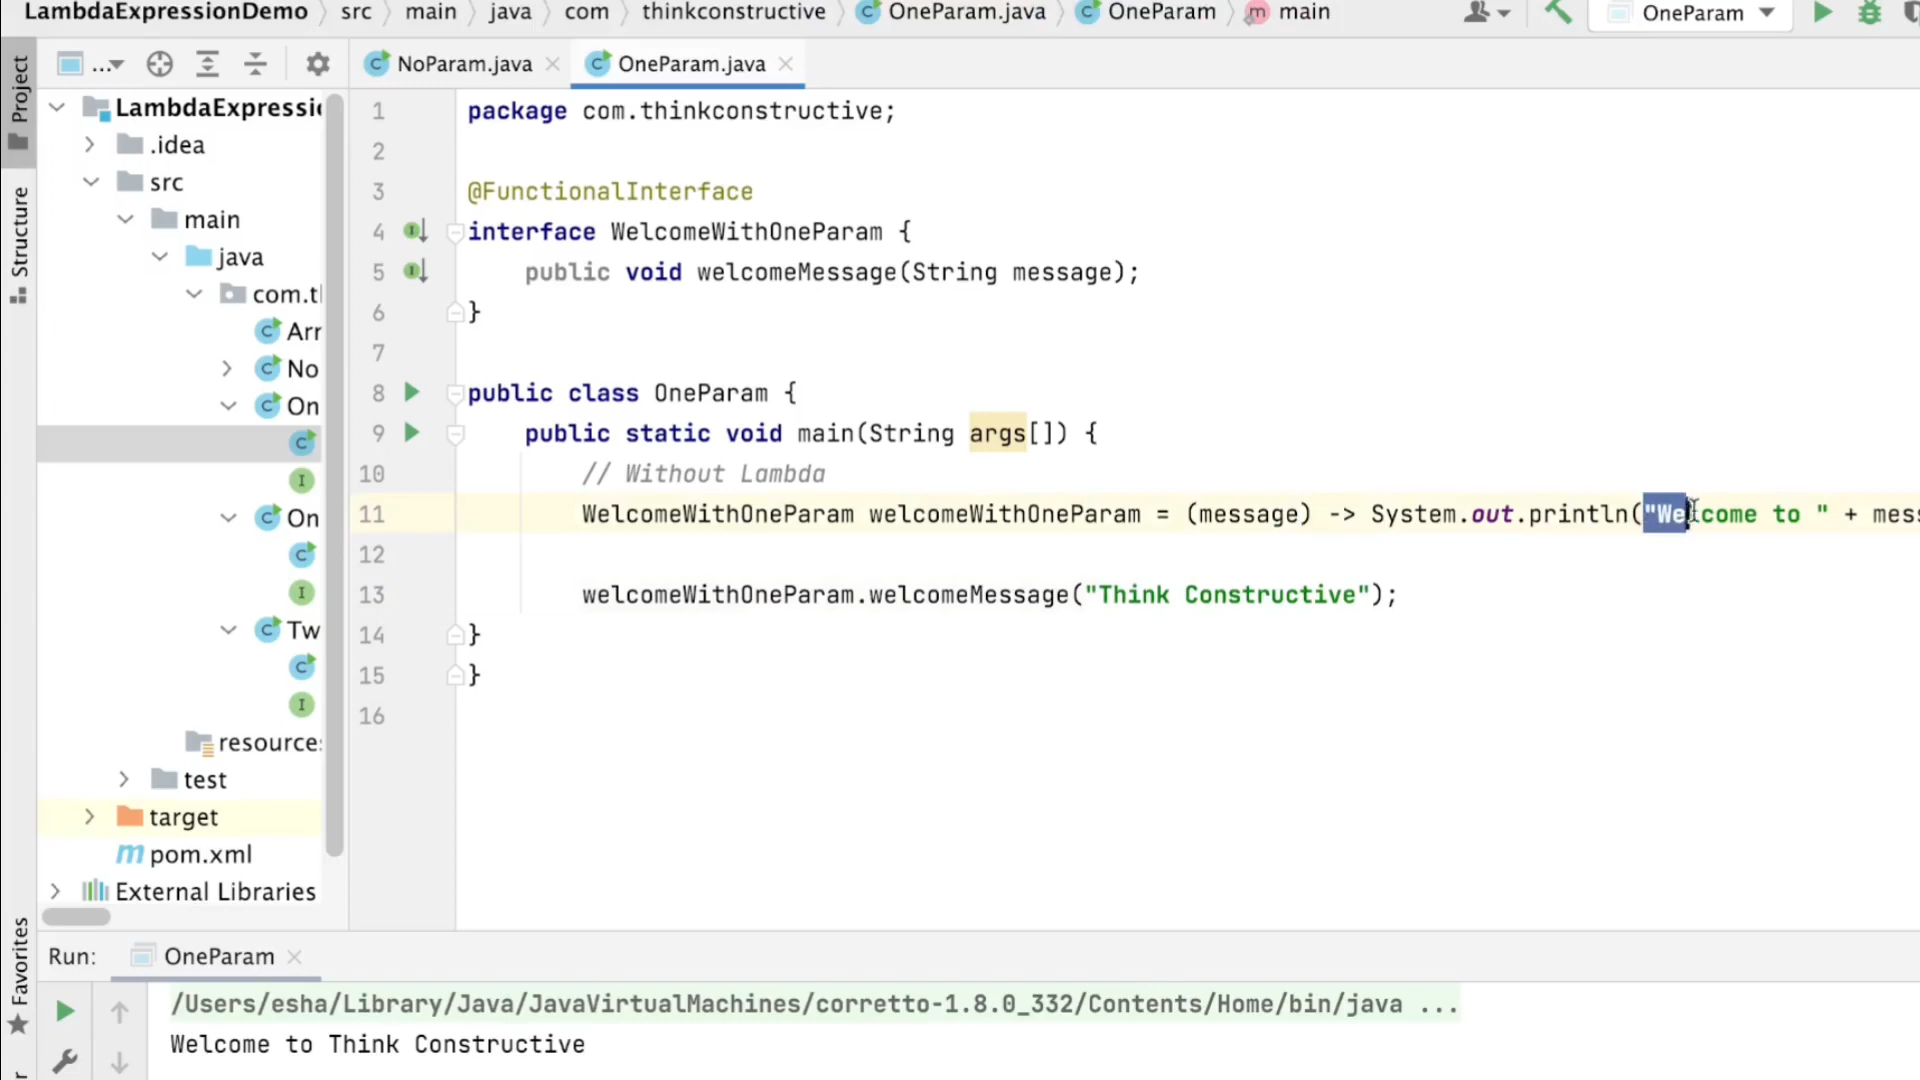 LambdaExpressionDemo src main java com thinkconstructive OneParam.java OneParam main OneParam
... NoParam.java OneParam.java
Project
Structure
Favorites
LambdaExpressi
.idea
src
main
java
com.t
Arr
No
On
On
Tw
resources
test
target
pom.xml
External Libraries
1 package com.thinkconstructive;
2
3 @FunctionalInterface
4 interface WelcomeWithOneParam {
5 public void welcomeMessage(String message);
6 }
7
8 public class OneParam {
9 public static void main(String args[]) {
10 // Without Lambda
11 WelcomeWithOneParam welcomeWithOneParam = (message) -> System.out.println("Welcome to " + mess
12
13 welcomeWithOneParam.welcomeMessage("Think Constructive");
14 }
15 }
16
Run: OneParam
/Users/esha/Library/Java/JavaVirtualMachines/corretto-1.8.0_332/Contents/Home/bin/java ...
Welcome to Think Constructive